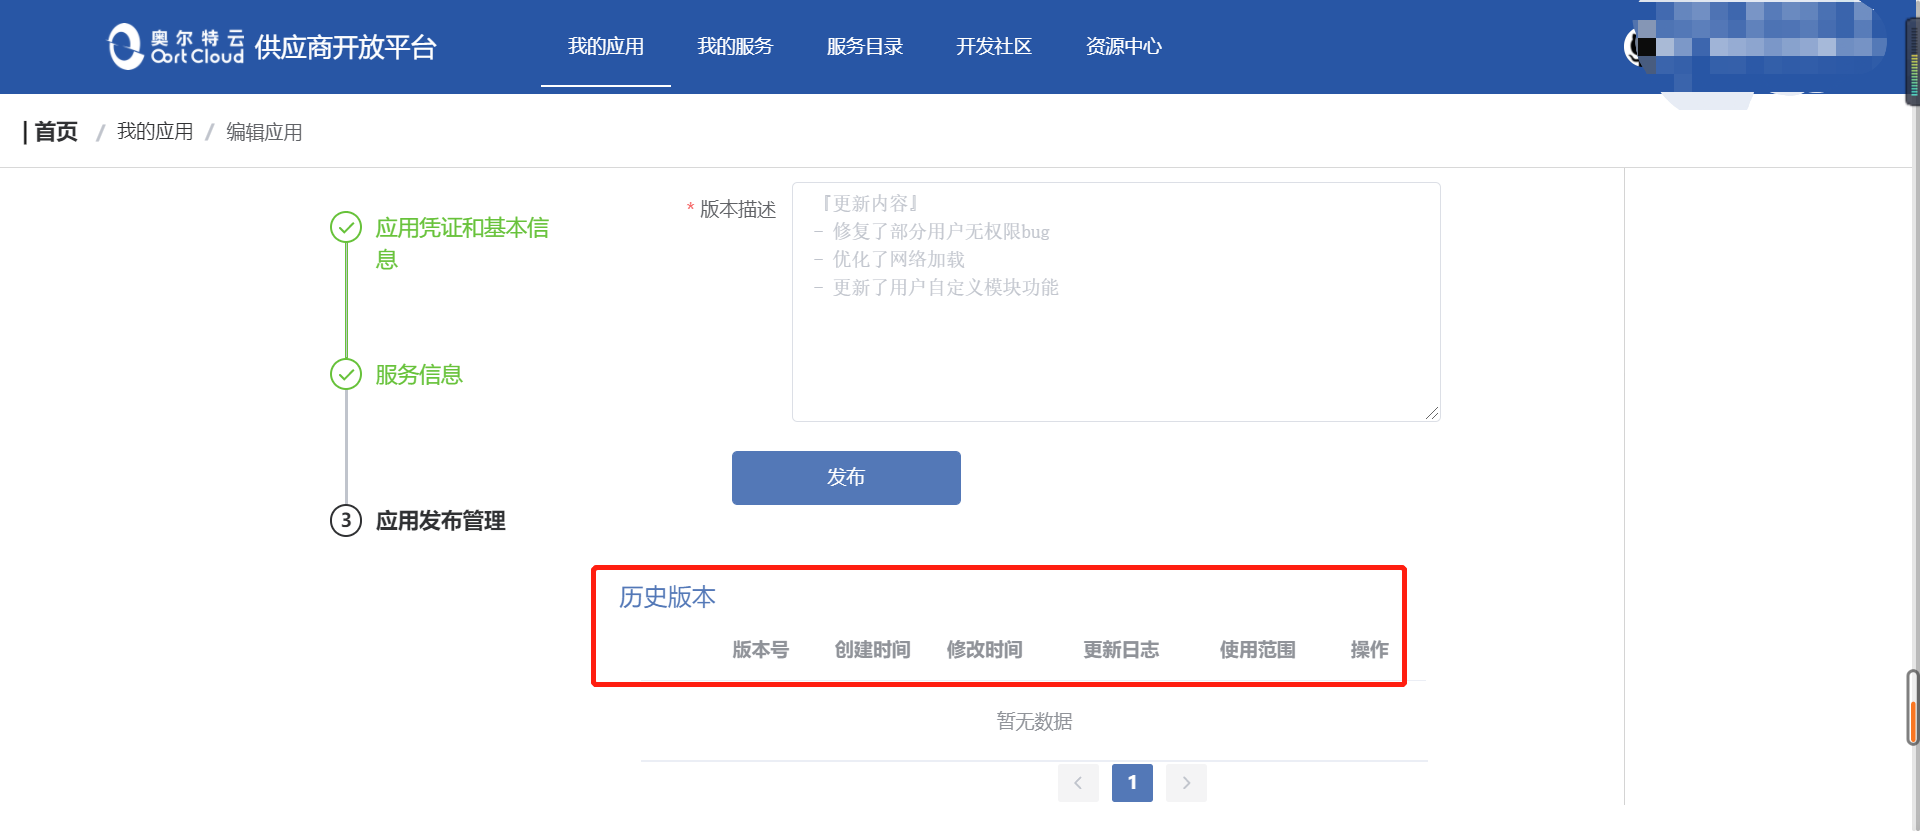 奥尔特云
Oort Cloud
供应商开放平台
我的应用
我的服务
服务目录
开发社区
资源中心
首页 / 我的应用 / 编辑应用
应用凭证和基本信
息
服务信息
3 应用发布管理
* 版本描述
『更新内容』
- 修复了部分用户无权限bug
- 优化了网络加载
- 更新了用户自定义模块功能
发布
历史版本
版本号 创建时间 修改时间 更新日志 使用范围 操作
暂无数据
1